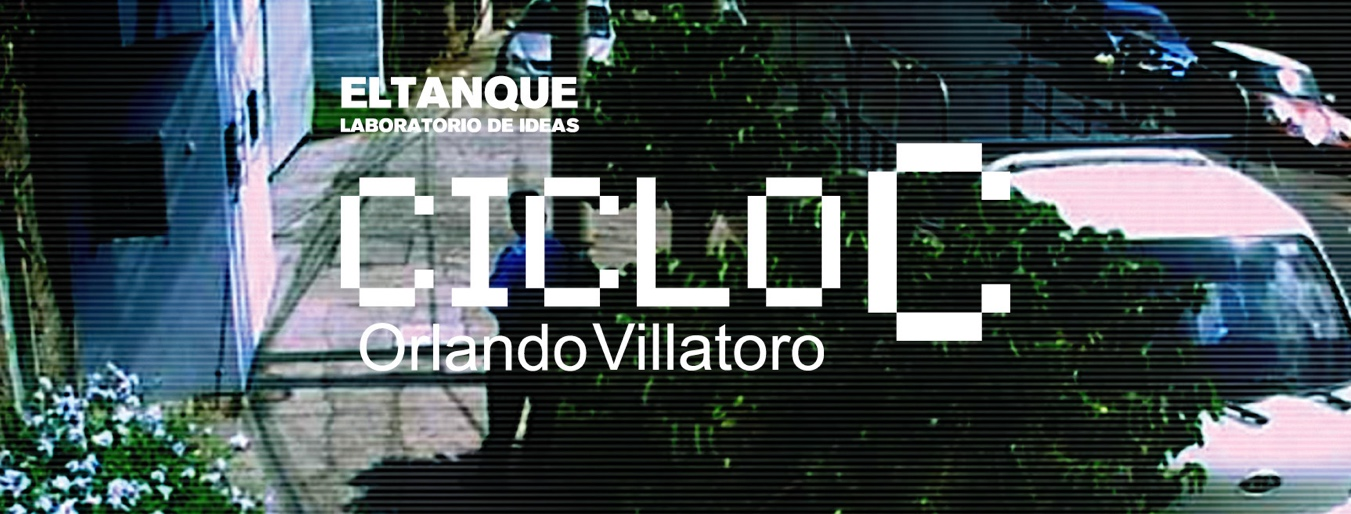 ELTANQUE
LABORATORIO DE IDEAS
CICLO C
Orlando Villatoro